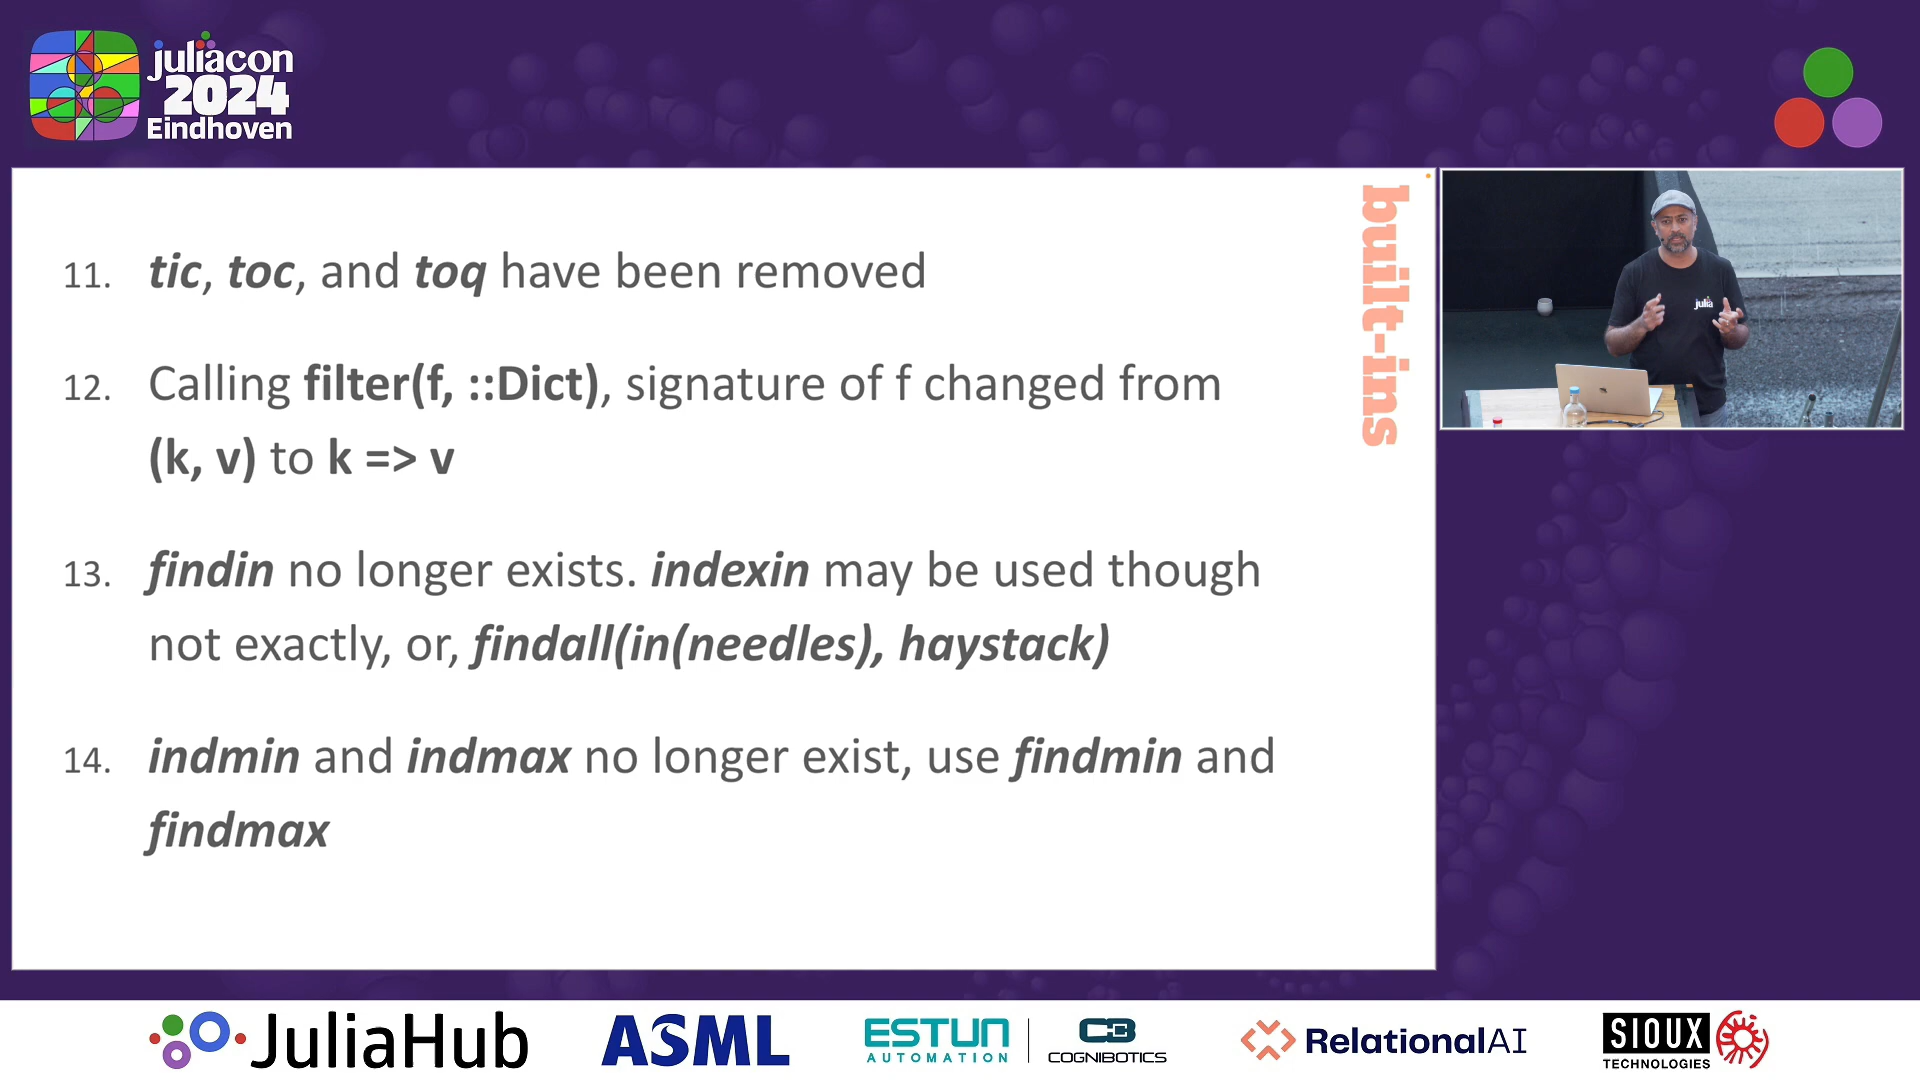 juliacon
2024
Eindhoven
built-ins
11. tic, toc, and toq have been removed
12. Calling filter(f, ::Dict), signature of f changed from
(k, v) to k => v
13. findin no longer exists. indexin may be used though
not exactly, or, findall(in(needles), haystack)
14. indmin and indmax no longer exist, use findmin and
findmax
julia
JuliaHub
ASML
ESTUN
AUTOMATION
COGNIBOTICS
RelationalAI
SIOUX
TECHNOLOGIES